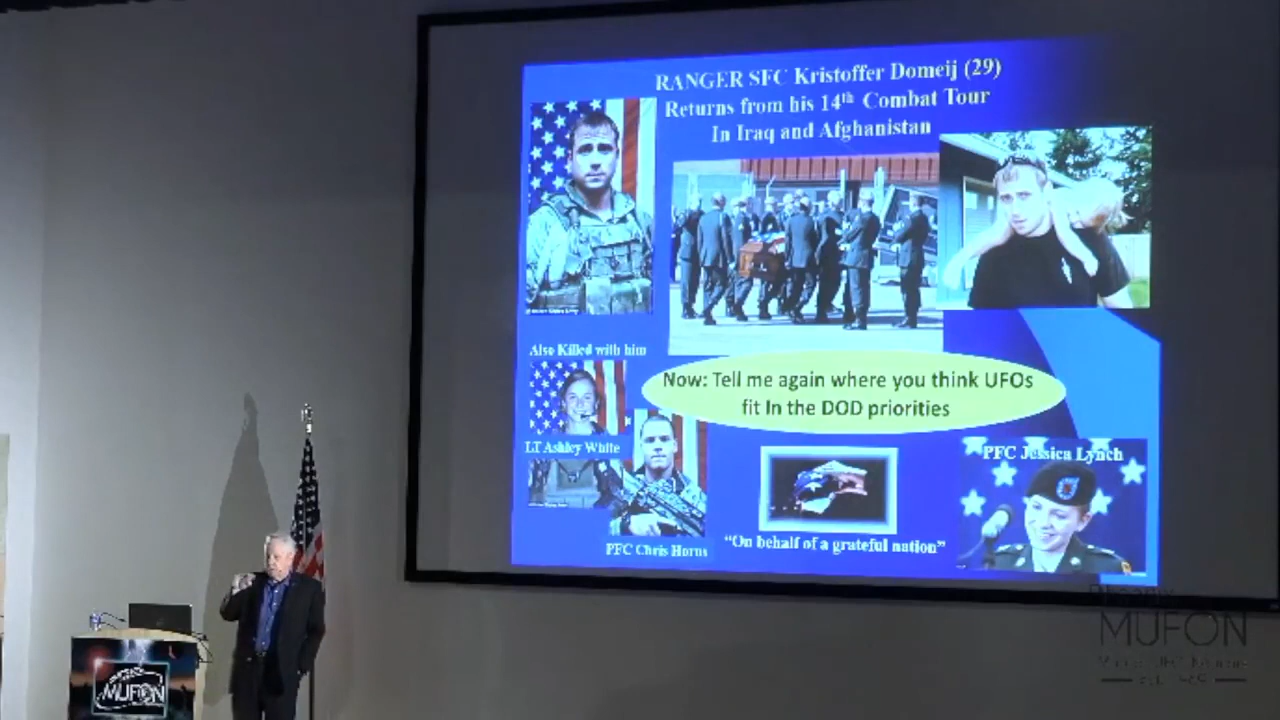 RANGER SFC Kristoffer Domeij (29)
Returns from his 14th Combat Tour
In Iraq and Afghanistan
Also Killed with him
LT Ashley White
PFC Chris Horns
Now: Tell me again where you think UFOs
fit In the DOD priorities
"On behalf of a grateful nation"
PFC Jessica Lynch
MUFON
Phoenix
MUFON